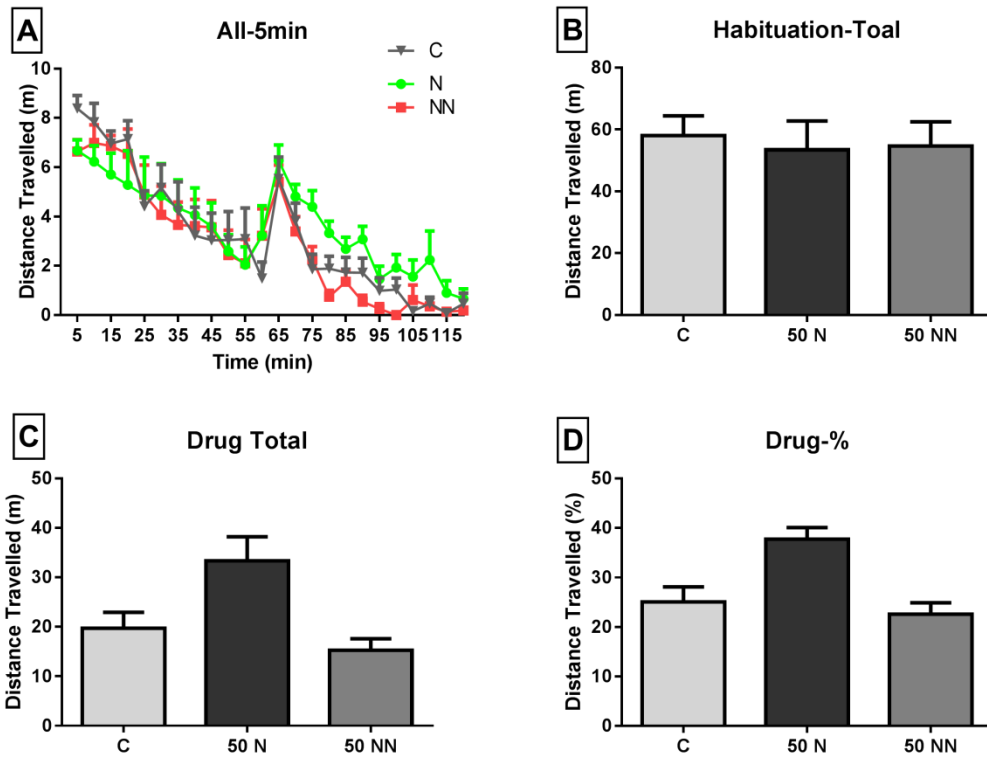 A
All-5min
C
N
NN
Distance Travelled (m)
10
8
6
4
2
0
5 15 25 35 45 55 65 75 85 95 105 115
Time (min)
B
Habituation-Toal
Distance Travelled (m)
80
60
40
20
0
C 50 N 50 NN
C
Drug Total
Distance Travelled (m)
50
40
30
20
10
0
C 50 N 50 NN
D
Drug-%
Distance Travelled (%)
50
40
30
20
10
0
C 50 N 50 NN